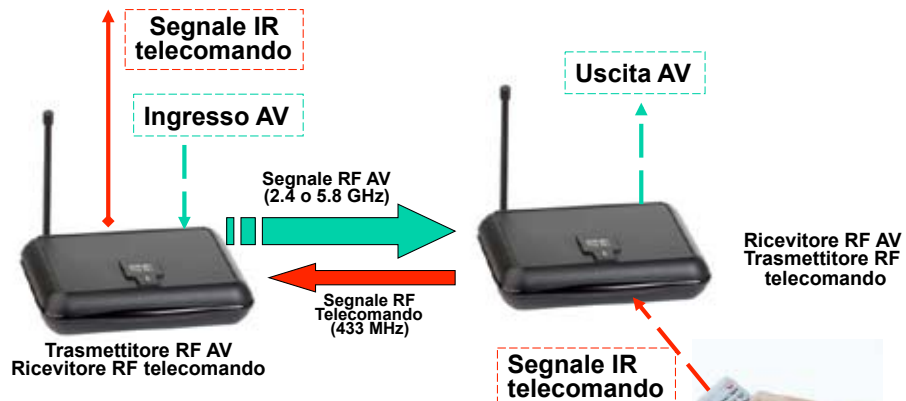 Segnale IR
telecomando
Ingresso AV
Uscita AV
Segnale RF AV
(2.4 o 5.8 GHz)
Segnale RF
Telecomando
(433 MHz)
Trasmettitore RF AV
Ricevitore RF telecomando
Ricevitore RF AV
Trasmettitore RF
telecomando
Segnale IR
telecomando